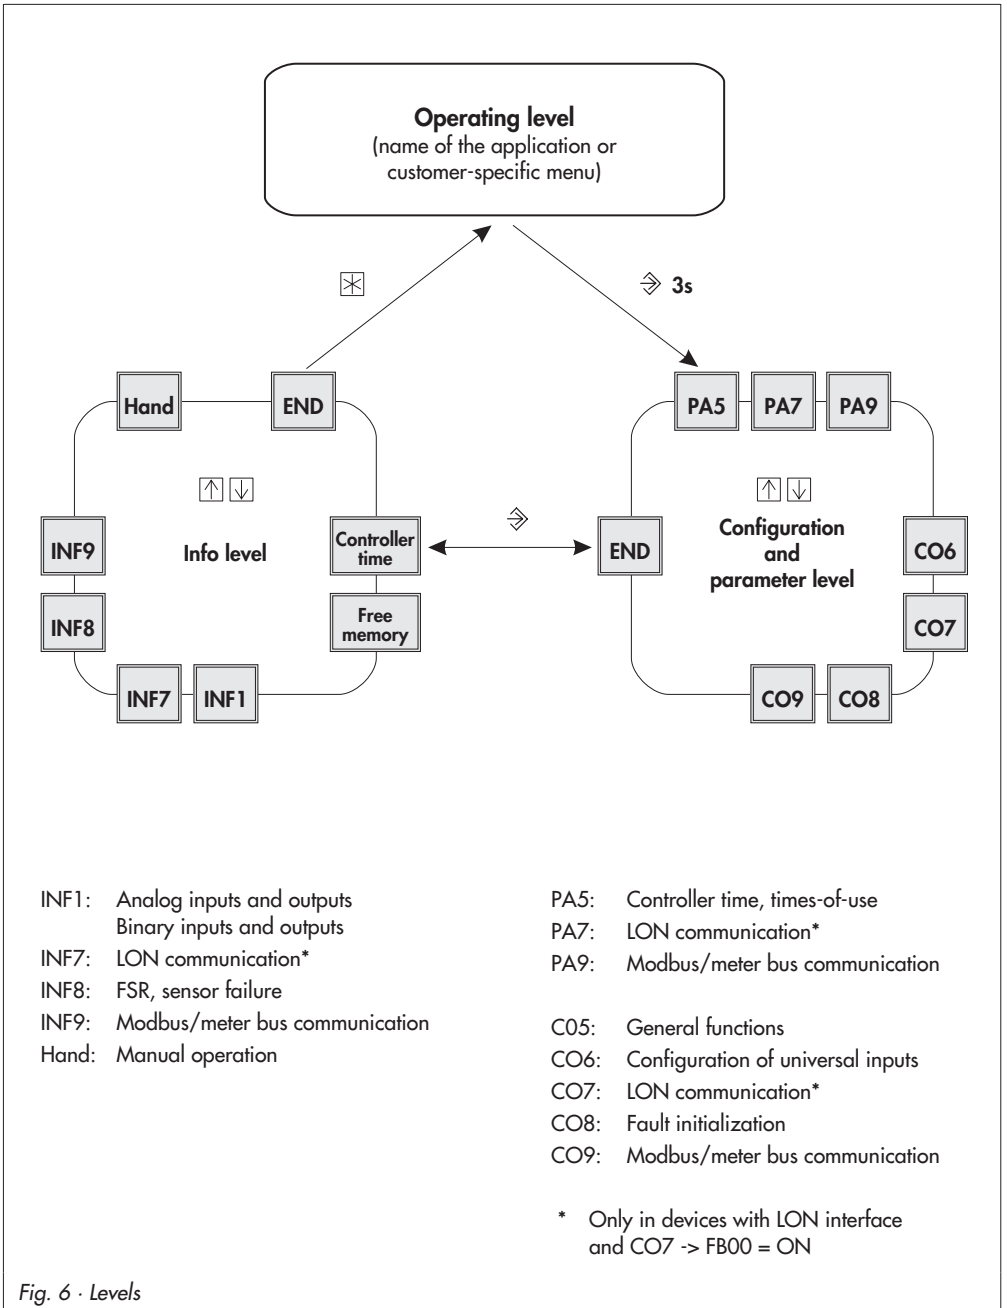 Operating level
(name of the application or
customer-specific menu)
3s
Hand
END
PA5
PA7
PA9
INF9
Info level
Controller
time
END
Configuration
and
parameter level
CO6
INF8
Free
memory
CO7
INF7
INF1
CO9
CO8
INF1: Analog inputs and outputs
Binary inputs and outputs
INF7: LON communication*
INF8: FSR, sensor failure
INF9: Modbus/meter bus communication
Hand: Manual operation
PA5: Controller time, times-of-use
PA7: LON communication*
PA9: Modbus/meter bus communication
C05: General functions
CO6: Configuration of universal inputs
CO7: LON communication*
CO8: Fault initialization
CO9: Modbus/meter bus communication
* Only in devices with LON interface
and CO7 -> FB00 = ON
Fig. 6 · Levels